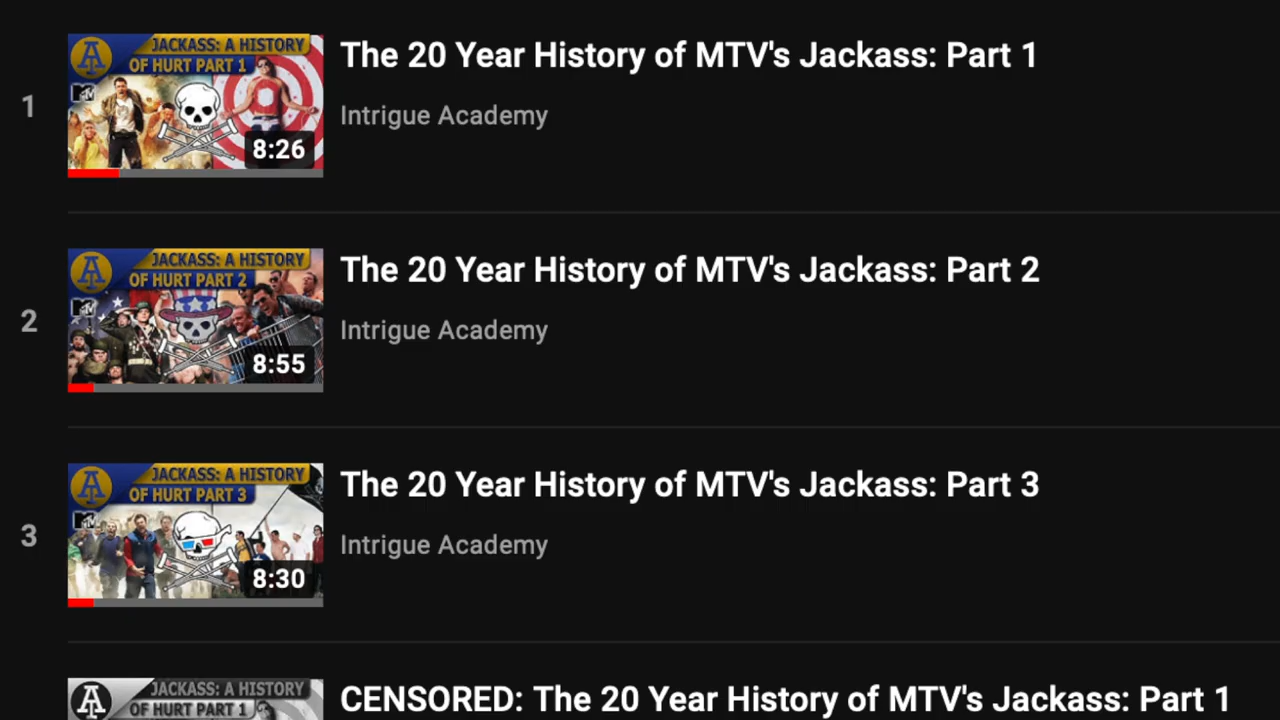 1
JACKASS: A HISTORY
OF HURT PART 1
MTV
8:26
The 20 Year History of MTV's Jackass: Part 1
Intrigue Academy
2
JACKASS: A HISTORY
OF HURT PART 2
MTV
8:55
The 20 Year History of MTV's Jackass: Part 2
Intrigue Academy
3
JACKASS: A HISTORY
OF HURT PART 3
MTV
8:30
The 20 Year History of MTV's Jackass: Part 3
Intrigue Academy
JACKASS: A HISTORY
OF HURT PART 1
CENSORED: The 20 Year History of MTV's Jackass: Part 1